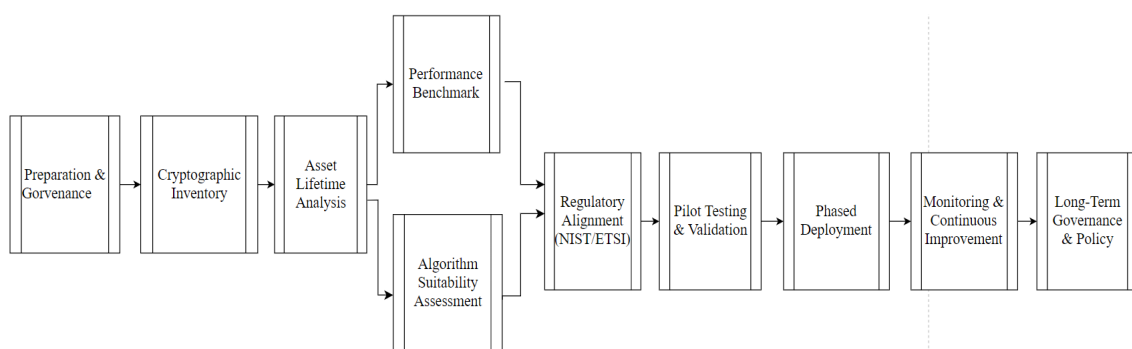 Preparation &
Gorvenance
Cryptographic
Inventory
Asset
Lifetime
Analysis
Performance
Benchmark
Algorithm
Suitability
Assessment
Regulatory
Alignment
(NIST/ETSI)
Pilot Testing
& Validation
Phased
Deployment
Monitoring &
Continuous
Improvement
Long-Term
Governance
& Policy